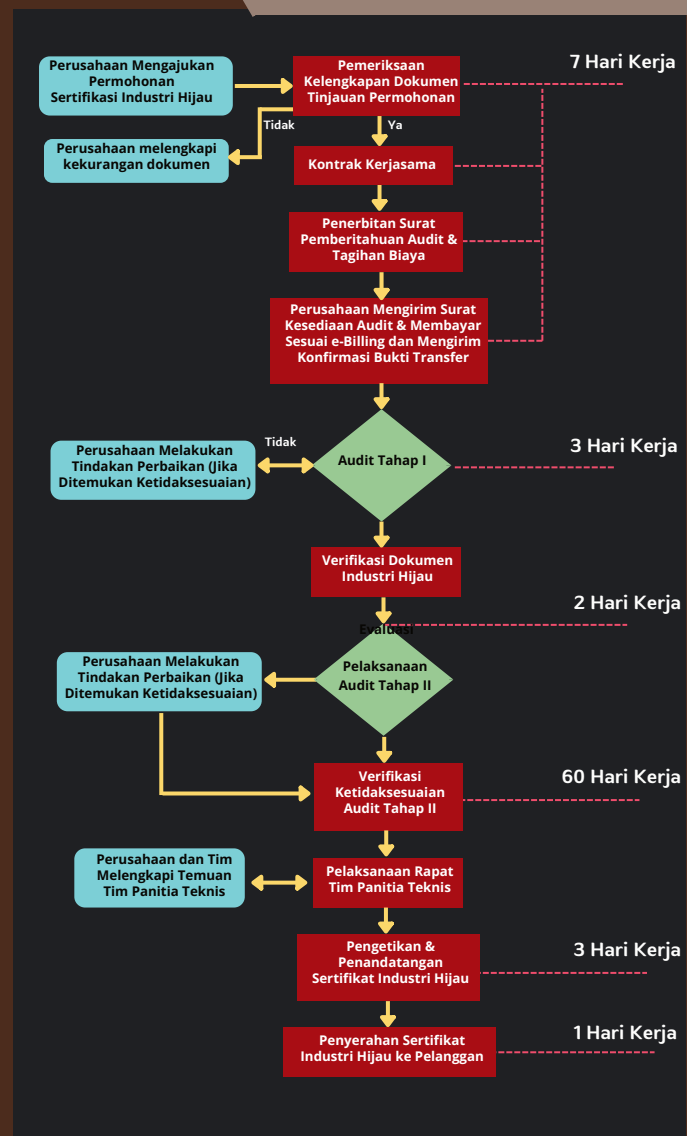 Perusahaan Mengajukan
Permohonan
Sertifikasi Industri Hijau
Pemeriksaan
Kelengkapan Dokumen
Tinjauan Permohonan
7 Hari Kerja
Tidak
Ya
Perusahaan melengkapi
kekurangan dokumen
Kontrak Kerjasama
Penerbitan Surat
Pemberitahuan Audit &
Tagihan Biaya
Perusahaan Mengirim Surat
Kesediaan Audit & Membayar
Sesuai e-Billing dan Mengirim
Konfirmasi Bukti Transfer
Perusahaan Melakukan
Tindakan Perbaikan (Jika
Ditemukan Ketidaksesuaian)
Tidak
Audit Tahap I
3 Hari Kerja
Verifikasi Dokumen
Industri Hijau
2 Hari Kerja
Evaluasi
Pelaksanaan
Audit Tahap II
Perusahaan Melakukan
Tindakan Perbaikan (Jika
Ditemukan Ketidaksesuaian)
Verifikasi
Ketidaksesuaian
Audit Tahap II
60 Hari Kerja
Perusahaan dan Tim
Melengkapi Temuan
Tim Panitia Teknis
Pelaksanaan Rapat
Tim Panitia Teknis
Pengetikan &
Penandatangan
Sertifikat Industri Hijau
3 Hari Kerja
Penyerahan Sertifikat
Industri Hijau ke Pelanggan
1 Hari Kerja